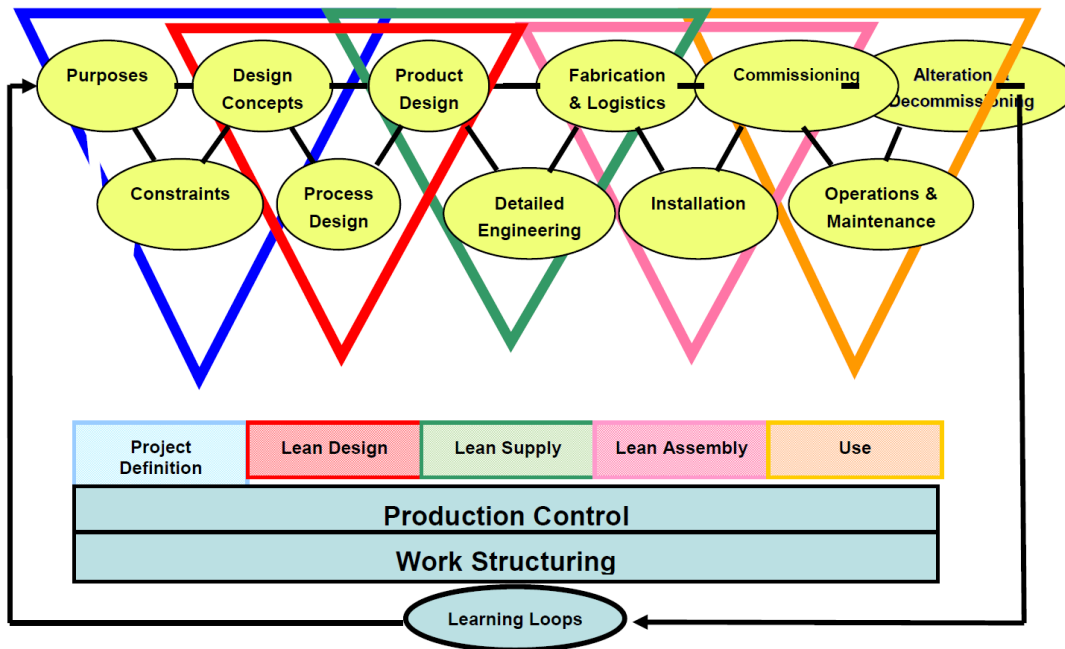 Purposes
Design
Concepts
Product
Design
Fabrication
& Logistics
Commissioning
Alteration &
Decommissioning
Constraints
Process
Design
Detailed
Engineering
Installation
Operations &
Maintenance
Project
Definition
Lean Design
Lean Supply
Lean Assembly
Use
Production Control
Work Structuring
Learning Loops